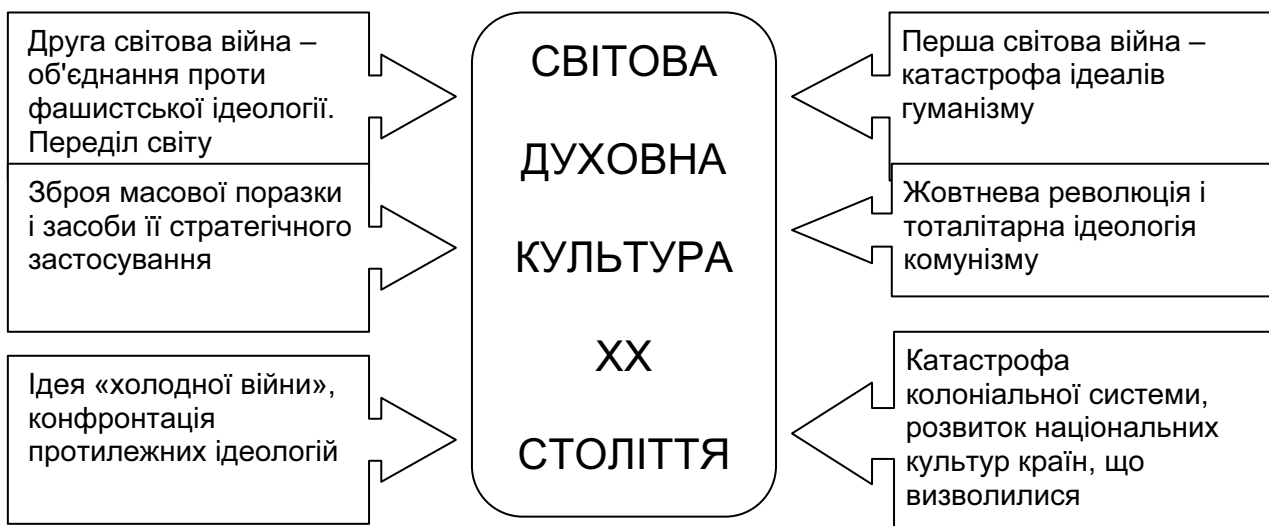 Друга світова війна –
об'єднання проти
фашистської ідеології.
Переділ світу
Зброя масової поразки
і засоби її стратегічного
застосування
Ідея «холодної війни»,
конфронтація
протилежних ідеологій
СВІТОВА
ДУХОВНА
КУЛЬТУРА
ХХ
СТОЛІТТЯ
Перша світова війна –
катастрофа ідеалів
гуманізму
Жовтнева революція і
тоталітарна ідеологія
комунізму
Катастрофа
колоніальної системи,
розвиток національних
культур країн, що
визволилися